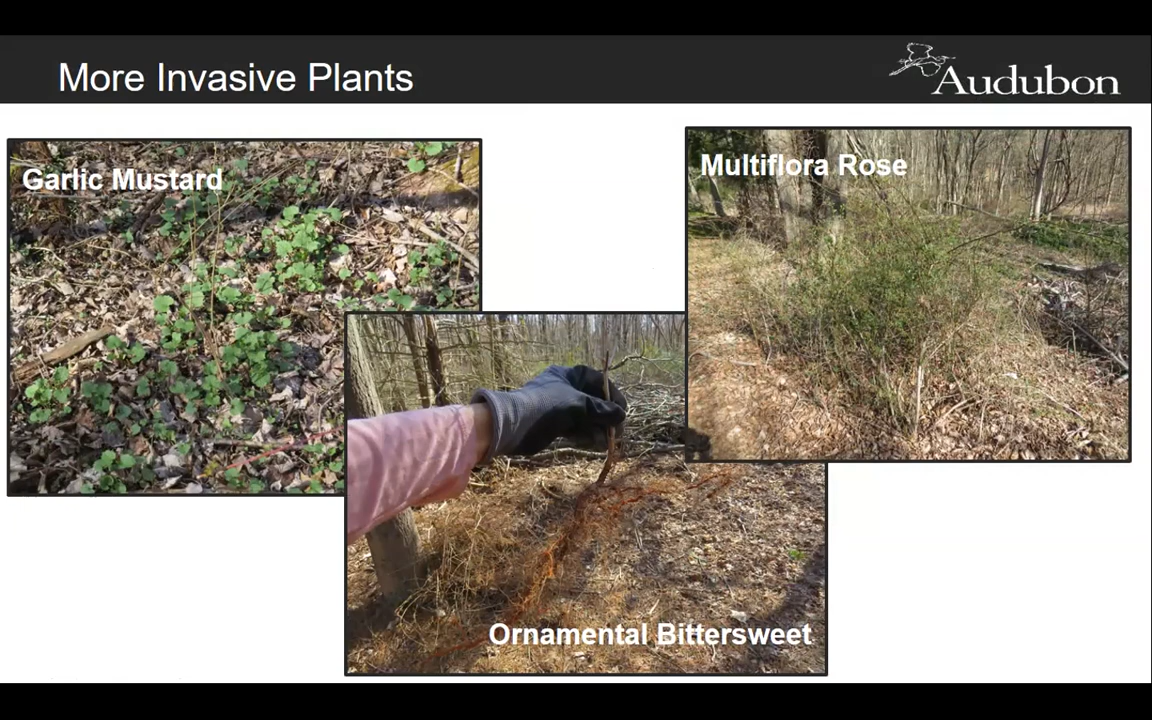 More Invasive Plants
Audubon
Garlic Mustard
Multiflora Rose
Ornamental Bittersweet